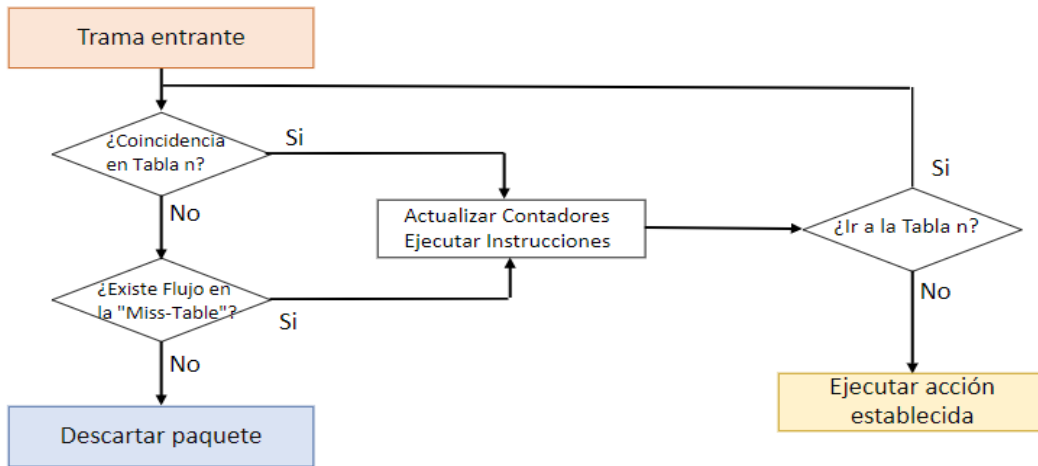 Trama entrante
¿Coincidencia
en Tabla n?
Si
No
Actualizar Contadores
Ejecutar Instrucciones
Si
¿Ir a la Tabla n?
No
¿Existe Flujo en
la "Miss-Table"?
Si
No
Descartar paquete
Ejecutar acción
establecida